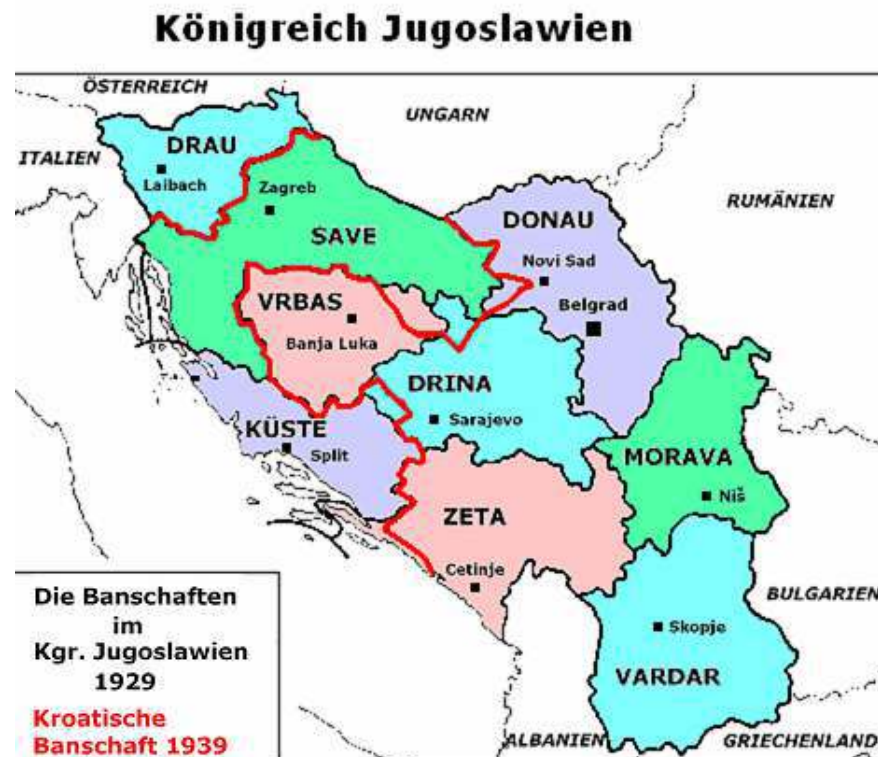 Königreich Jugoslawien
ÖSTERREICH
UNGARN
DRAU
ITALIEN
Laibach
Zagreb
RUMÄNIEN
DONAU
SAVE
Novi Sad
VRBAS
Belgrad
Banja Luka
DRINA
Sarajevo
KÜSTE
Split
MORAVA
Niš
ZETA
Cetinje
BULGARIEN
Skopje
VARDAR
ALBANIEN
GRIECHENLAND
Die Banschaften
im
Kgr. Jugoslawien
1929
Kroatische
Banschaft 1939